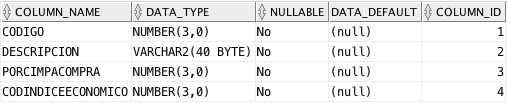 COLUMN_NAME DATA_TYPE NULLABLE DATA_DEFAULT COLUMN_ID
CODIGO NUMBER(3,0) No (null) 1
DESCRIPCION VARCHAR2(40 BYTE) No (null) 2
PORCIMPACOMPRA NUMBER(3,0) No (null) 3
CODINDICEECONOMICO NUMBER(3,0) No (null) 4